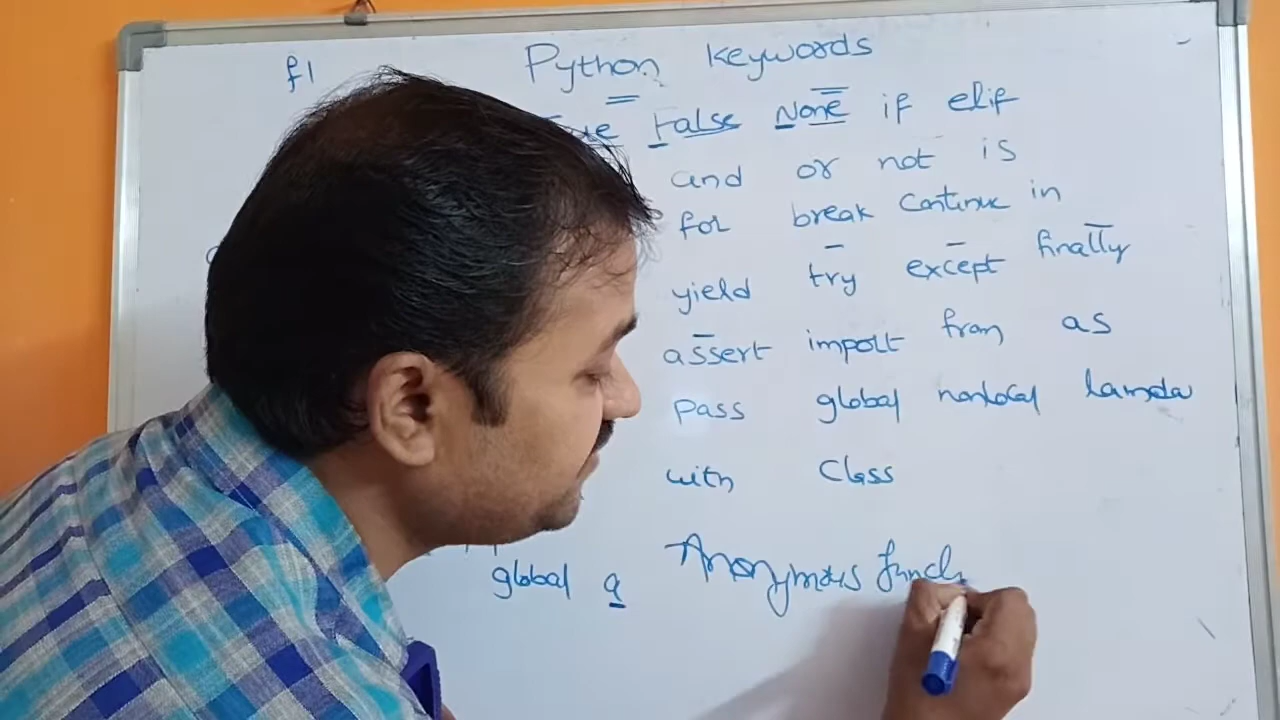 f1
Python keywords
False None if elif
and or not is
for break continue in
yield try except finally
assert import from as
pass global nonlocal lamda
with class
global a
Anonymous